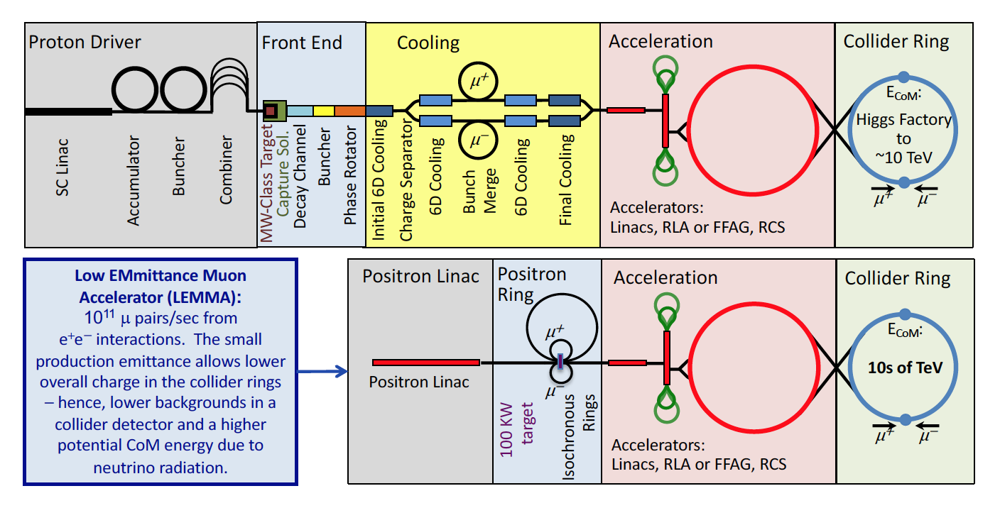 Proton Driver
Front End
Cooling
Acceleration
Collider Ring
μ+
μ−
SC Linac
Accumulator
Buncher
Combiner
MW-Class Target
Capture Sol.
Decay Channel
Buncher
Phase Rotator
Initial 6D Cooling
Charge Separator
6D Cooling
Bunch
Merge
6D Cooling
Final Cooling
Accelerators:
Linacs, RLA or FFAG, RCS
ECoM:
Higgs Factory
to
~10 TeV
μ+
μ−
Low EMmittance Muon
Accelerator (LEMMA):
10¹¹ μ pairs/sec from
e⁺e⁻ interactions. The small
production emittance allows lower
overall charge in the collider rings
– hence, lower backgrounds in a
collider detector and a higher
potential CoM energy due to
neutrino radiation.
Positron Linac
Positron
Ring
Acceleration
Collider Ring
Positron Linac
μ+
μ−
100 KW
target
Isochronous
Rings
Accelerators:
Linacs, RLA or FFAG, RCS
ECoM:
10s of TeV
μ+
μ−